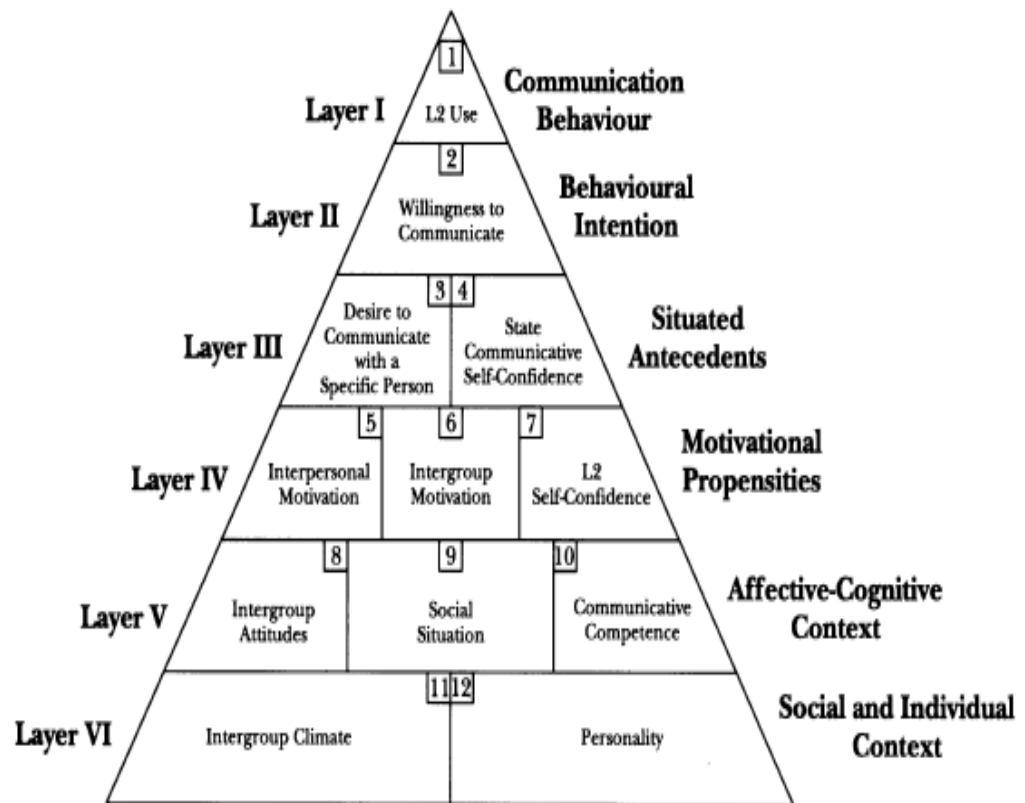 1
Layer I
L2 Use
Communication
Behaviour
2
Layer II
Willingness to
Communicate
Behavioural
Intention
3 4
Layer III
Desire to
Communicate
with a
Specific Person
State
Communicative
Self-Confidence
Situated
Antecedents
5 6 7
Layer IV
Interpersonal
Motivation
Intergroup
Motivation
L2
Self-Confidence
Motivational
Propensities
8 9 10
Layer V
Intergroup
Attitudes
Social
Situation
Communicative
Competence
Affective-Cognitive
Context
11 12
Layer VI
Intergroup Climate
Personality
Social and Individual
Context